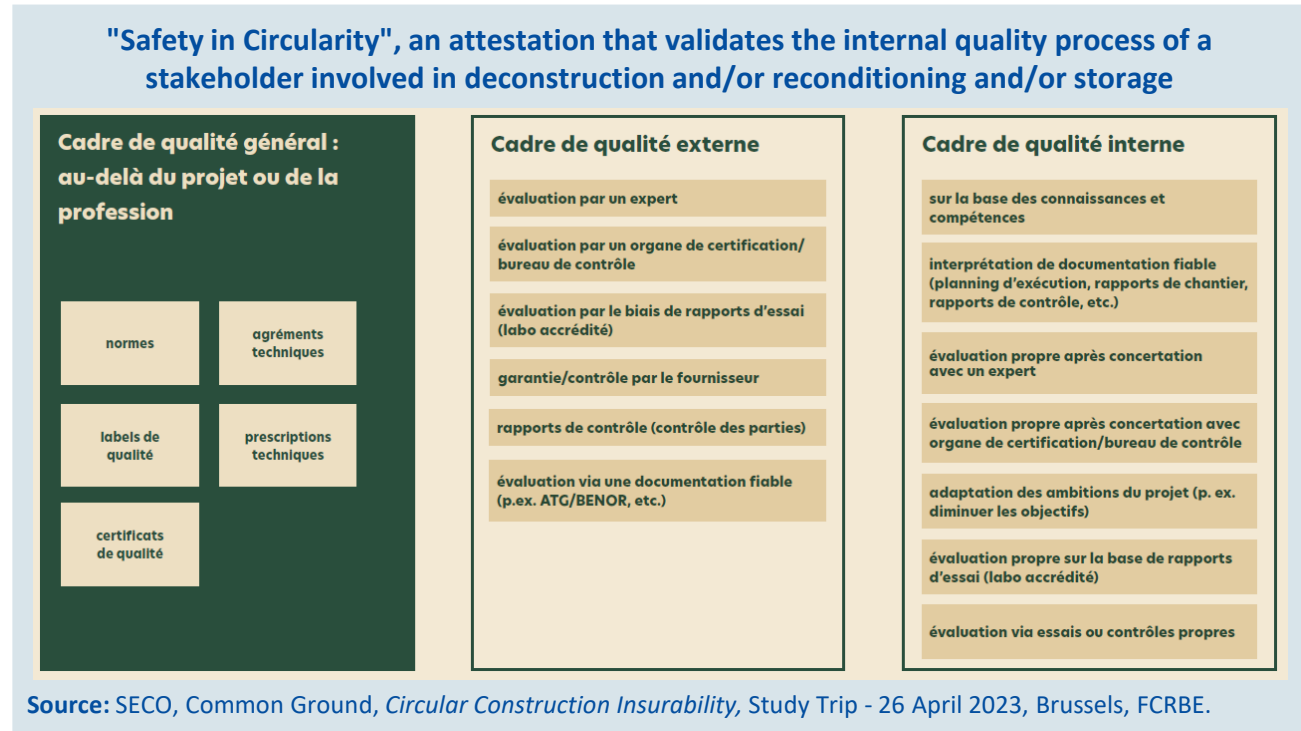 "Safety in Circularity", an attestation that validates the internal quality process of a
stakeholder involved in deconstruction and/or reconditioning and/or storage
Cadre de qualité général :
au-delà du projet ou de la
profession
normes
agréments
techniques
labels de
qualité
prescriptions
techniques
certificats
de qualité
Cadre de qualité externe
évaluation par un expert
évaluation par un organe de certification/
bureau de contrôle
évaluation par le biais de rapports d'essai
(labo accrédité)
garantie/contrôle par le fournisseur
rapports de contrôle (contrôle des parties)
évaluation via une documentation fiable
(p.ex. ATG/BENOR, etc.)
Cadre de qualité interne
sur la base des connaissances et
compétences
interprétation de documentation fiable
(planning d'exécution, rapports de chantier,
rapports de contrôle, etc.)
évaluation propre après concertation
avec un expert
évaluation propre après concertation avec
organe de certification/bureau de contrôle
adaptation des ambitions du projet (p. ex.
diminuer les objectifs)
évaluation propre sur la base de rapports
d'essai (labo accrédité)
évaluation via essais ou contrôles propres
Source: SECO, Common Ground, Circular Construction Insurability, Study Trip - 26 April 2023, Brussels, FCRBE.